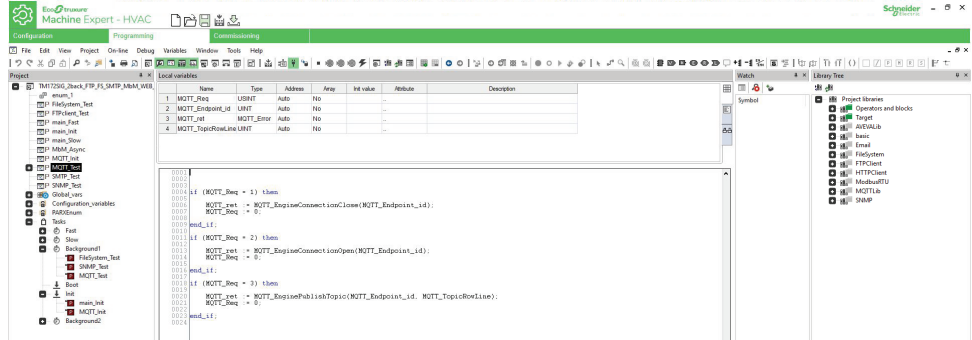 EcoStruxure
Machine Expert - HVAC
Schneider
Electric
Configuration Programming Commissioning
File Edit View Project On-line Debug Variables Window Tools Help
Project
TM172SIG_2back_FTP_FS_SMTP_MbM_WEB
enum_1
FileSystem_Test
FTPclient_Test
main_Fast
main_Init
main_Slow
MbM_Async
MQTT_Init
MQTT_Test
SMTP_Test
SNMP_Test
Global_vars
Configuration_variables
PARXEnum
Tasks
Fast
Slow
Background1
FileSystem_Test
SNMP_Test
MQTT_Test
Boot
Init
main_Init
MQTT_Init
Background2
Local variables
Name Type Address Array Init value Attribute Description
1 MQTT_Req USINT Auto No ...
2 MQTT_Endpoint_id UINT Auto No ...
3 MQTT_ret MQTT_Error Auto No ...
4 MQTT_TopicRowLine UINT Auto No ...
0001
0002
0003
0004 if (MQTT_Req = 1) then
0005
0006 MQTT_ret := MQTT_EngineConnectionClose(MQTT_Endpoint_id);
0007 MQTT_Req := 0;
0008
0009 end_if;
0010
0011 if (MQTT_Req = 2) then
0012
0013 MQTT_ret := MQTT_EngineConnectionOpen(MQTT_Endpoint_id);
0014 MQTT_Req := 0;
0015
0016 end_if;
0017
0018 if (MQTT_Req = 3) then
0019
0020 MQTT_ret := MQTT_EnginePublishTopic(MQTT_Endpoint_id, MQTT_TopicRowLine);
0021 MQTT_Req := 0;
0022
0023 end_if;
0024
Watch
Symbol
Library Tree
Project libraries
Operators and blocks
Target
AVEVALib
basic
Email
FileSystem
FTPClient
HTTPClient
ModbusRTU
MQTTLib
SNMP